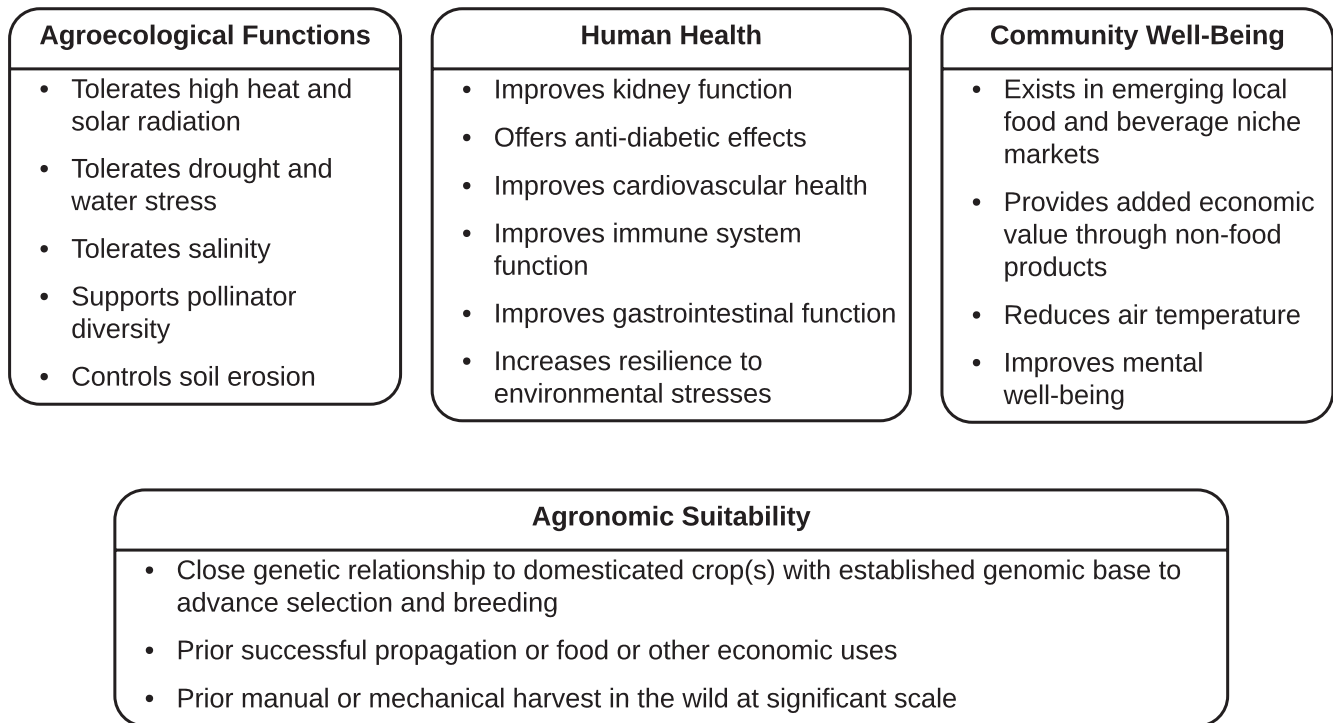 Agroecological Functions
• Tolerates high heat and
solar radiation
• Tolerates drought and
water stress
• Tolerates salinity
• Supports pollinator
diversity
• Controls soil erosion
Human Health
• Improves kidney function
• Offers anti-diabetic effects
• Improves cardiovascular health
• Improves immune system
function
• Improves gastrointestinal function
• Increases resilience to
environmental stresses
Community Well-Being
• Exists in emerging local
food and beverage niche
markets
• Provides added economic
value through non-food
products
• Reduces air temperature
• Improves mental
well-being
Agronomic Suitability
• Close genetic relationship to domesticated crop(s) with established genomic base to
advance selection and breeding
• Prior successful propagation or food or other economic uses
• Prior manual or mechanical harvest in the wild at significant scale